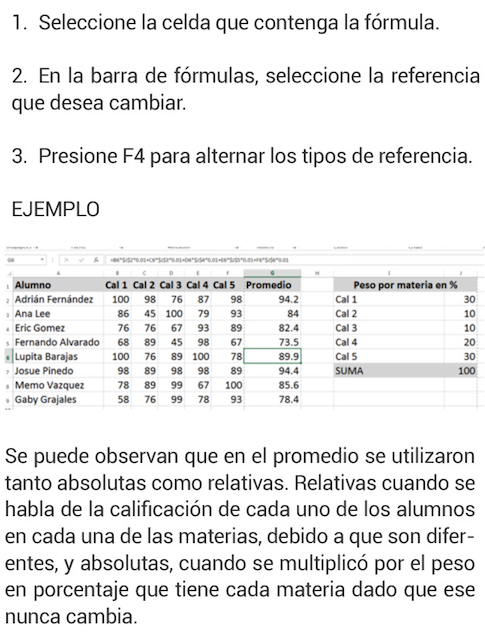 1. Seleccione la celda que contenga la fórmula.
2. En la barra de fórmulas, seleccione la referencia
que desea cambiar.
3. Presione F4 para alternar los tipos de referencia.
EJEMPLO
G6
=B6*$J$2*0.01+C6*$J$3*0.01+D6*$J$4*0.01+E6*$J$5*0.01+F6*$J$6*0.01
A B C D E F G H I J
1 Alumno Cal 1 Cal 2 Cal 3 Cal 4 Cal 5 Promedio Peso por materia en %
2 Adrián Fernández 100 98 76 87 98 94.2 Cal 1 30
3 Ana Lee 86 45 100 79 93 84 Cal 2 10
4 Eric Gomez 76 76 67 93 89 82.4 Cal 3 10
5 Fernando Alvarado 68 89 45 98 67 73.5 Cal 4 20
6 Lupita Barajas 100 76 89 100 78 89.9 Cal 5 30
7 Josue Pinedo 98 89 98 98 89 94.4 SUMA 100
8 Memo Vazquez 78 89 99 67 100 85.6
9 Gaby Grajales 58 76 99 78 93 78.4
Se puede observan que en el promedio se utilizaron
tanto absolutas como relativas. Relativas cuando se
habla de la calificación de cada uno de los alumnos
en cada una de las materias, debido a que son difer-
entes, y absolutas, cuando se multiplicó por el peso
en porcentaje que tiene cada materia dado que ese
nunca cambia.